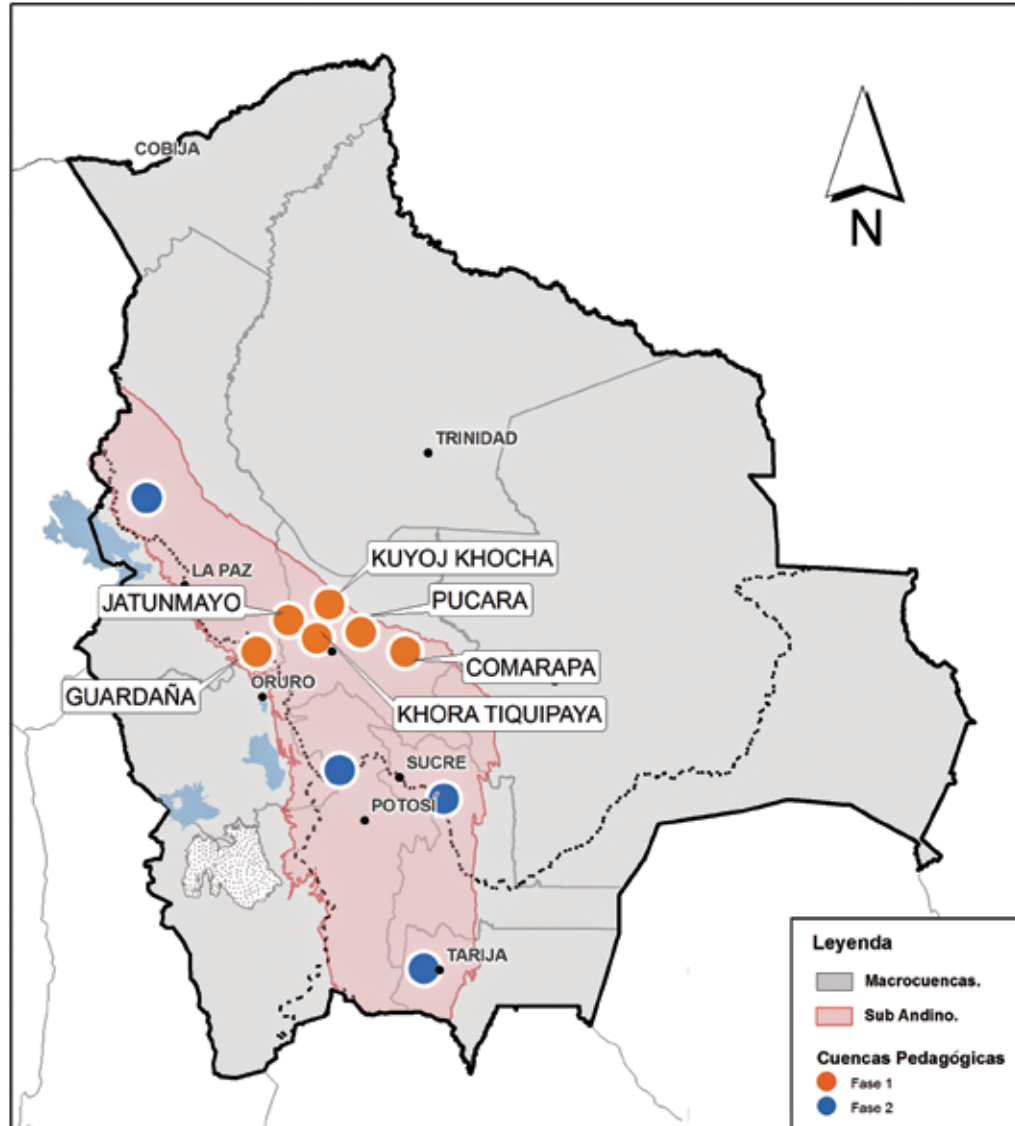 COBIJA
N
TRINIDAD
KUYOJ KHOCHA
LA PAZ
JATUNMAYO
PUCARA
COMARAPA
GUARDAÑA
ORURO
KHORA TIQUIPAYA
SUCRE
POTOSÍ
TARIJA
Leyenda
Macrocuencas.
Sub Andino.
Cuencas Pedagógicas
Fase 1
Fase 2